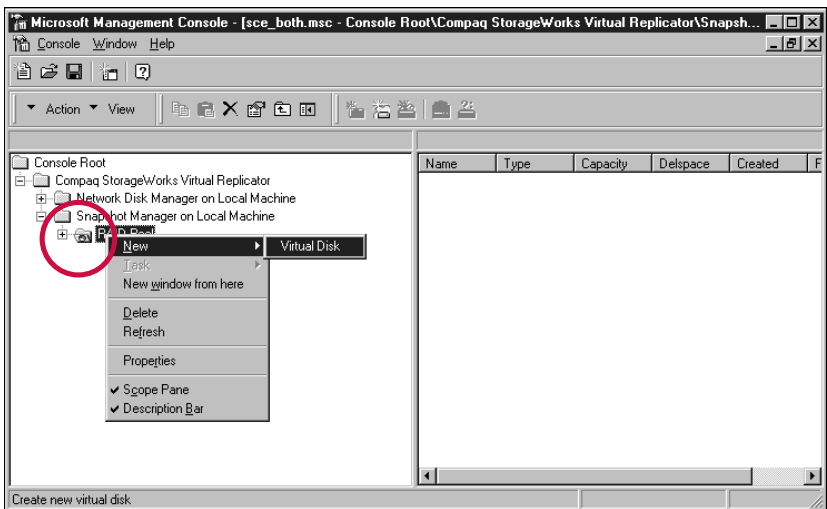 Microsoft Management Console - [sce_both.msc - Console Root\Compaq StorageWorks Virtual Replicator\Snapsh...
Console Window Help
Action View
Name Type Capacity Delspace Created F
Console Root
Compaq StorageWorks Virtual Replicator
Network Disk Manager on Local Machine
Snapshot Manager on Local Machine
RAID Pool
New
Virtual Disk
Task
New window from here
Delete
Refresh
Properties
Scope Pane
Description Bar
Create new virtual disk